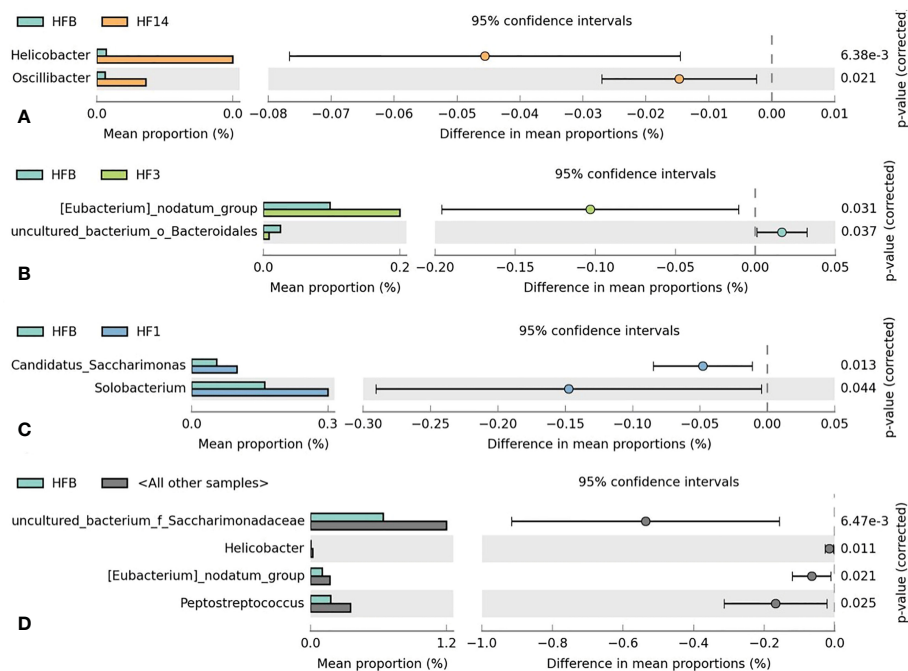 HFB HF14 95% confidence intervals
Helicobacter 6.38e-3
Oscillibacter 0.021
p-value (corrected)
0.0 0.0 −0.08 −0.07 −0.06 −0.05 −0.04 −0.03 −0.02 −0.01 0.00 0.01
A
Mean proportion (%) Difference in mean proportions (%)
HFB HF3 95% confidence intervals
[Eubacterium]_nodatum_group 0.031
uncultured_bacterium_o_Bacteroidales 0.037
p-value (corrected)
0.0 0.2 −0.20 −0.15 −0.10 −0.05 0.00 0.05
B
Mean proportion (%) Difference in mean proportions (%)
HFB HF1 95% confidence intervals
Candidatus_Saccharimonas 0.013
Solobacterium 0.044
p-value (corrected)
0.0 0.3 −0.30 −0.25 −0.20 −0.15 −0.10 −0.05 0.00 0.05
C
Mean proportion (%) Difference in mean proportions (%)
HFB <All other samples> 95% confidence intervals
uncultured_bacterium_f_Saccharimonadaceae 6.47e-3
Helicobacter 0.011
[Eubacterium]_nodatum_group 0.021
Peptostreptococcus 0.025
p-value (corrected)
D
0.0 1.2 −1.0 −0.8 −0.6 −0.4 −0.2 0.0
Mean proportion (%) Difference in mean proportions (%)